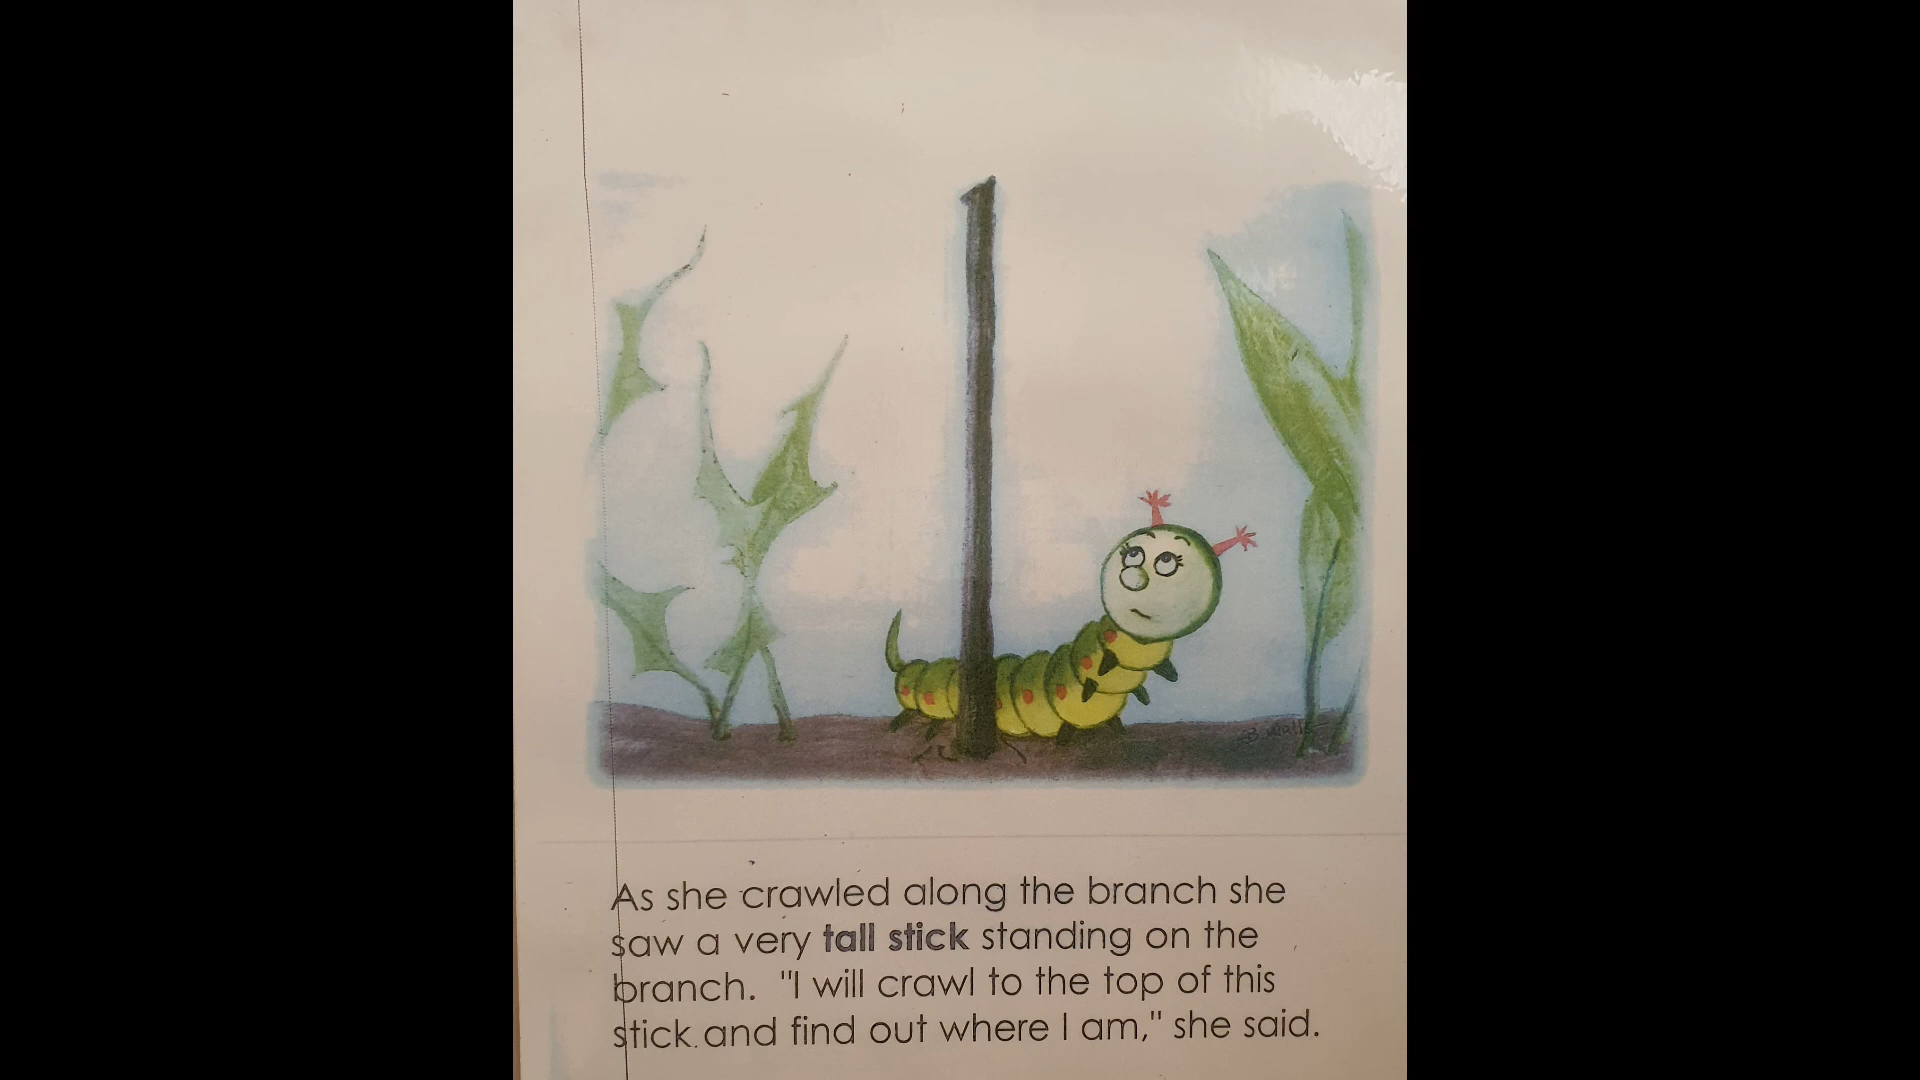 As she crawled along the branch she
saw a very tall stick standing on the
branch. "I will crawl to the top of this
stick and find out where I am," she said.